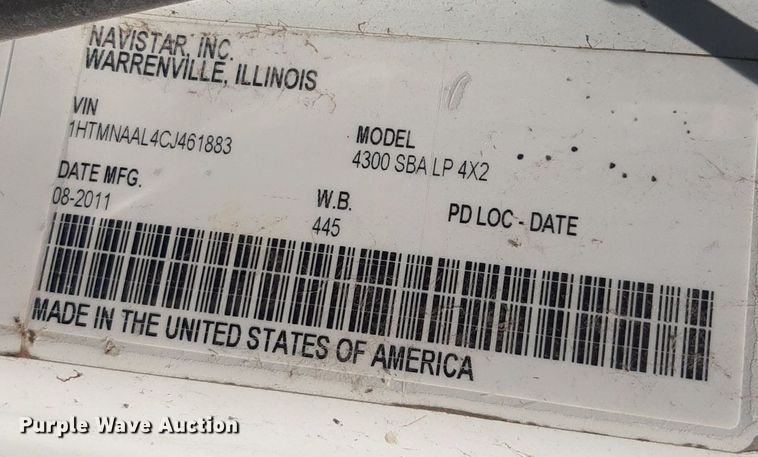 NAVISTAR, INC.
WARRENVILLE, ILLINOIS
VIN
1HTMNAAL4CJ461883
MODEL
4300 SBA LP 4X2
DATE MFG.
08-2011
W.B.
445
PD LOC - DATE
MADE IN THE UNITED STATES OF AMERICA
Purple Wave Auction